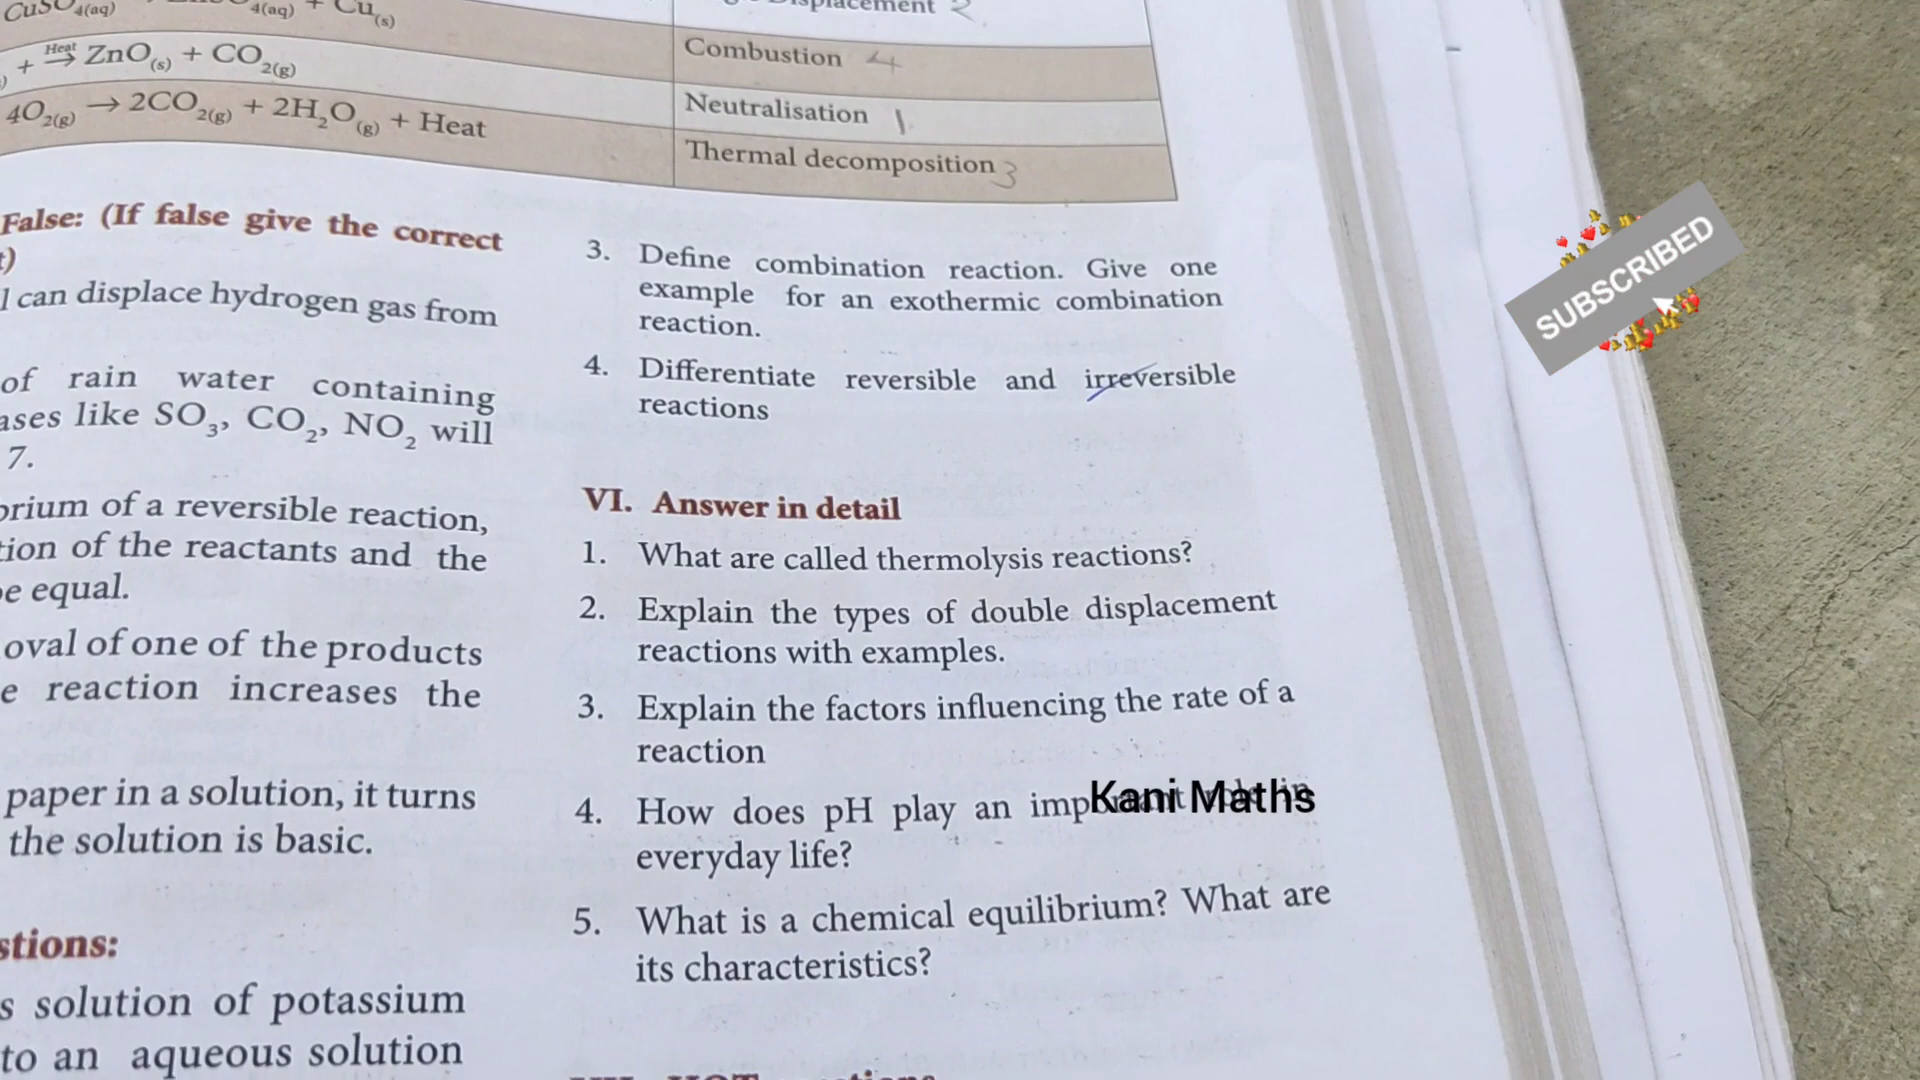 CuSO4(aq) 4(aq) + Cu(s)
+ Heat → ZnO(s) + CO2(g)
4O2(g) → 2CO2(g) + 2H2O(g) + Heat
Combustion 4
Neutralisation 1
Thermal decomposition 3
False: (If false give the correct
can displace hydrogen gas from
of rain water containing
like SO3, CO2, NO2 will
7.
of a reversible reaction,
of the reactants and the
equal.
of one of the products
reaction increases the
paper in a solution, it turns
the solution is basic.
solution of potassium
to an aqueous solution
3. Define combination reaction. Give one
example for an exothermic combination
reaction.
4. Differentiate reversible and irreversible
reactions
VI. Answer in detail
1. What are called thermolysis reactions?
2. Explain the types of double displacement
reactions with examples.
3. Explain the factors influencing the rate of a
reaction
4. How does pH play an
everyday life?
5. What is a chemical equilibrium? What are
its characteristics?
Kani Maths
SUBSCRIBED